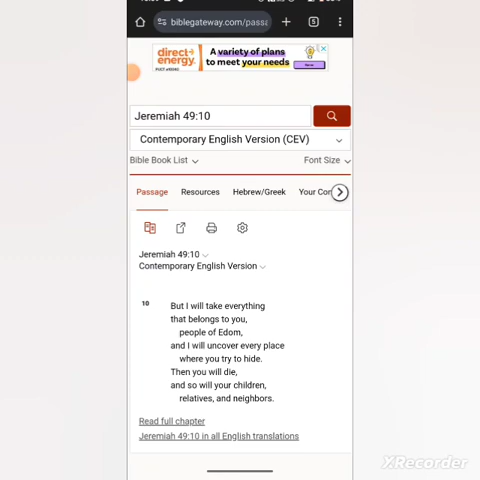 biblegateway.com/passa
5
direct energy.
A variety of plans
to meet your needs
Jeremiah 49:10
Contemporary English Version (CEV)
Bible Book List
Font Size
Passage
Resources
Hebrew/Greek
Your Con
Jeremiah 49:10
Contemporary English Version
10 But I will take everything
that belongs to you,
people of Edom,
and I will uncover every place
where you try to hide.
Then you will die,
and so will your children,
relatives, and neighbors.
Read full chapter
Jeremiah 49:10 in all English translations
XRecorder